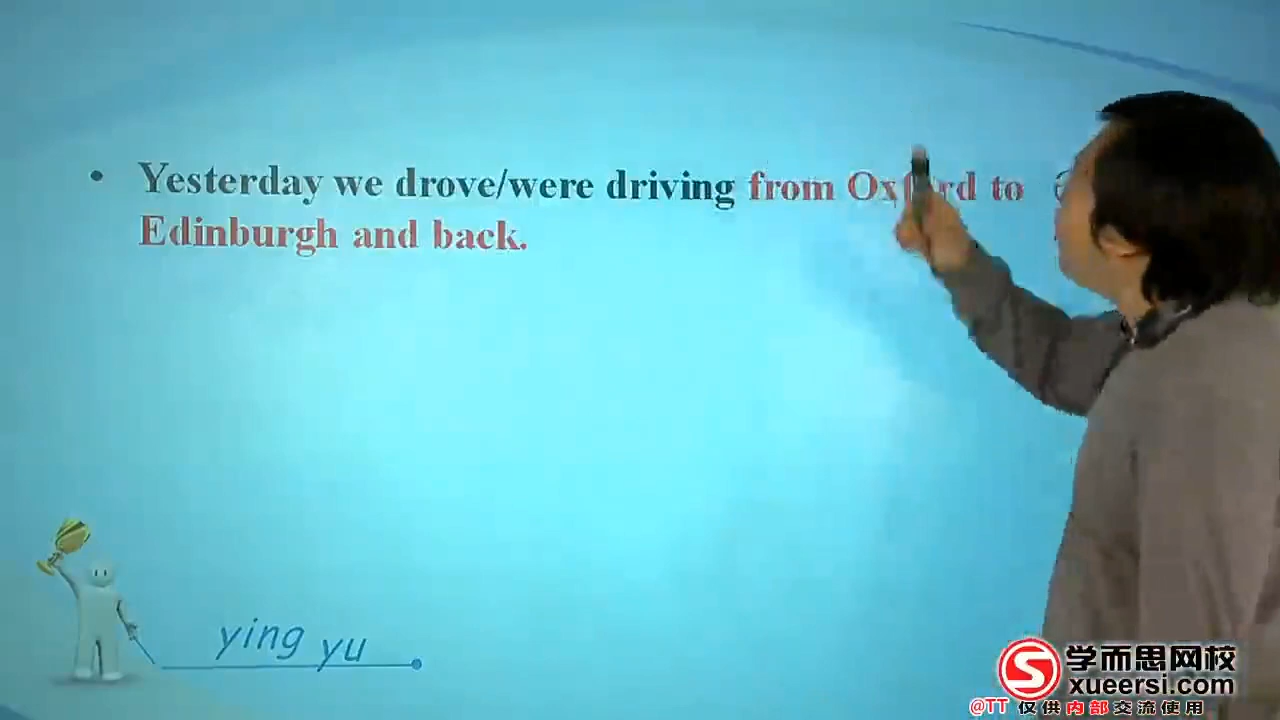 • Yesterday we drove/were driving from Oxford to
Edinburgh and back.
ying yu
学而思网校
xueersi.com
@TT 仅供内部交流使用